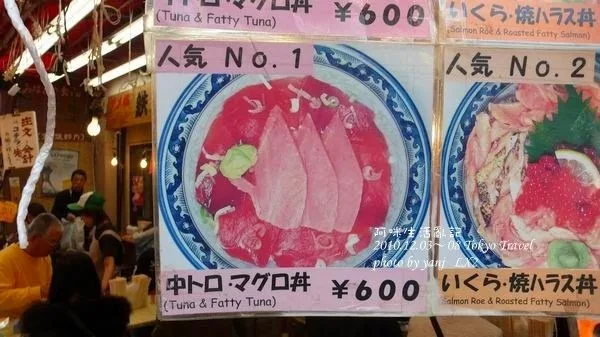 中トロ・マグロ丼 ¥600
(Tuna & Fatty Tuna)
いくら・焼ハラス丼
(Salmon Roe & Roasted Fatty Salmon)
人気 No.1
人気 No.2
阿咪生活亂記
2010.12.03~08 Tokyo Travel
photo by yanj_LX3
中トロ・マグロ丼 ¥600
(Tuna & Fatty Tuna)
いくら・焼ハラス丼
(Salmon Roe & Roasted Fatty Salmon)